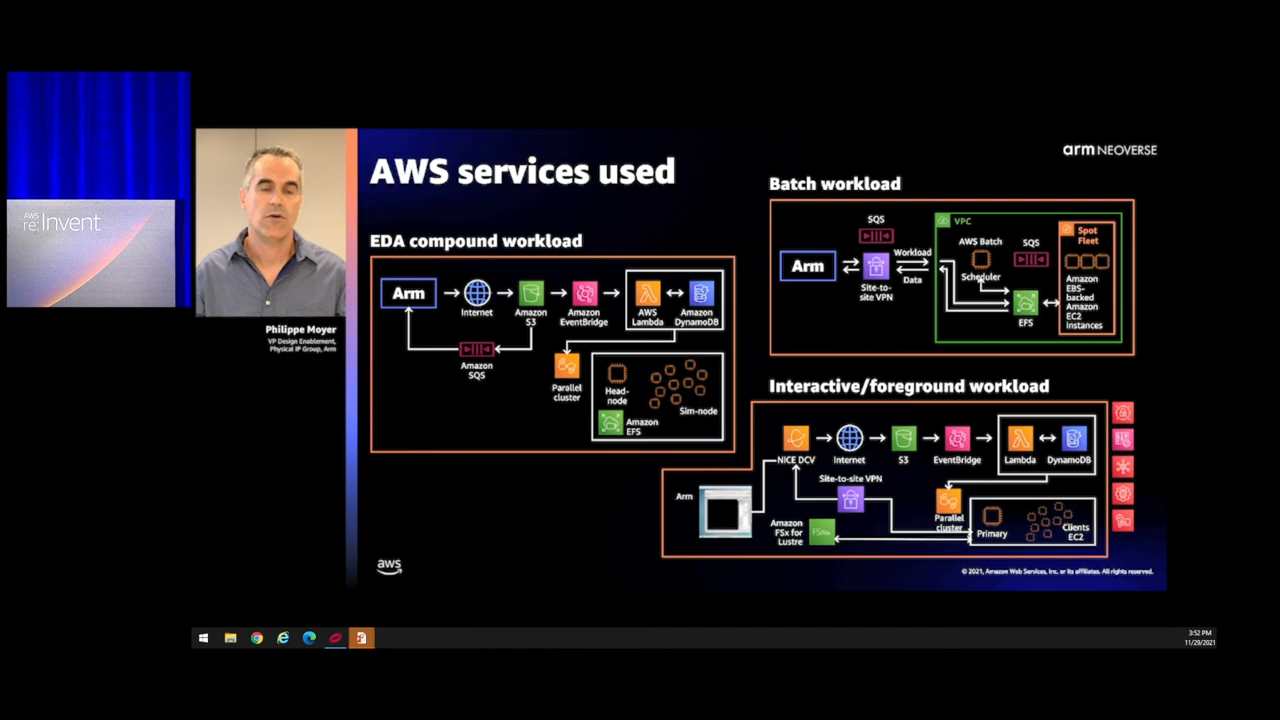 AWS
re:Invent
Philippe Moyer
VP Design Enablement,
Physical IP Group, Arm
AWS services used
arm NEOVERSE
EDA compound workload
Arm
Internet
Amazon
S3
Amazon
EventBridge
AWS
Lambda
Amazon
DynamoDB
Amazon
SQS
Parallel
cluster
Head-
node
Sim-node
Amazon
EFS
Batch workload
Arm
SQS
Site-to-
site VPN
Workload
Data
VPC
AWS Batch
Scheduler
SQS
EFS
Spot
Fleet
Amazon
EBS-
backed
Amazon
EC2
Instances
Interactive/foreground workload
Arm
NICE DCV
Internet
S3
EventBridge
Lambda
DynamoDB
Site-to-site VPN
Amazon
FSx for
Lustre
Parallel
cluster
Primary
Clients
EC2
aws
© 2021, Amazon Web Services, Inc. or its affiliates. All rights reserved.
3:52 PM
11/29/2021